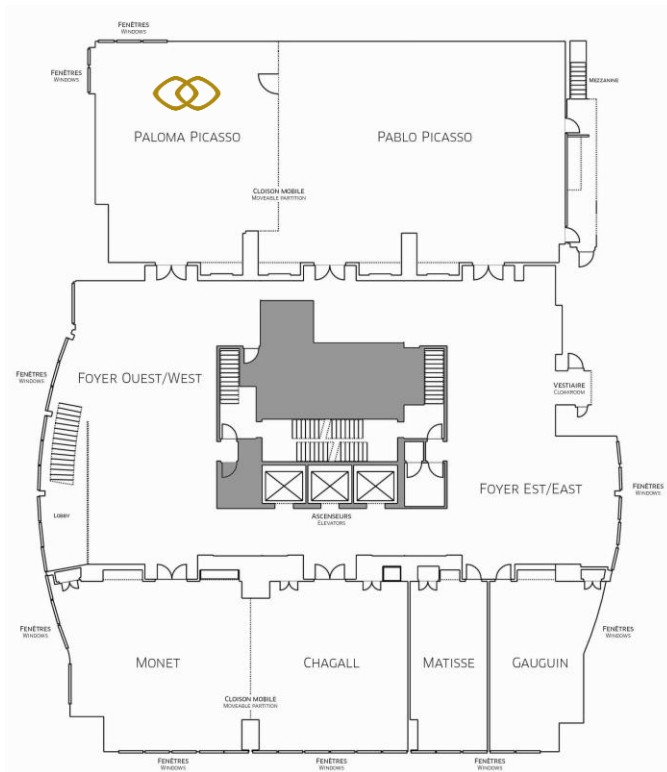 FENÊTRES
WINDOWS
FENÊTRES
WINDOWS
MEZZANINE
PALOMA PICASSO
PABLO PICASSO
CLOISON MOBILE
MOVEABLE PARTITION
FENÊTRES
WINDOWS
FOYER OUEST/WEST
VESTIAIRE
CLOAKROOM
FENÊTRES
WINDOWS
FOYER EST/EAST
LOBBY
ASCENSEURS
ELEVATORS
FENÊTRES
WINDOWS
FENÊTRES
WINDOWS
MONET
CHAGALL
MATISSE
GAUGUIN
CLOISON MOBILE
MOVEABLE PARTITION
FENÊTRES
WINDOWS
FENÊTRES
WINDOWS
FENÊTRES
WINDOWS